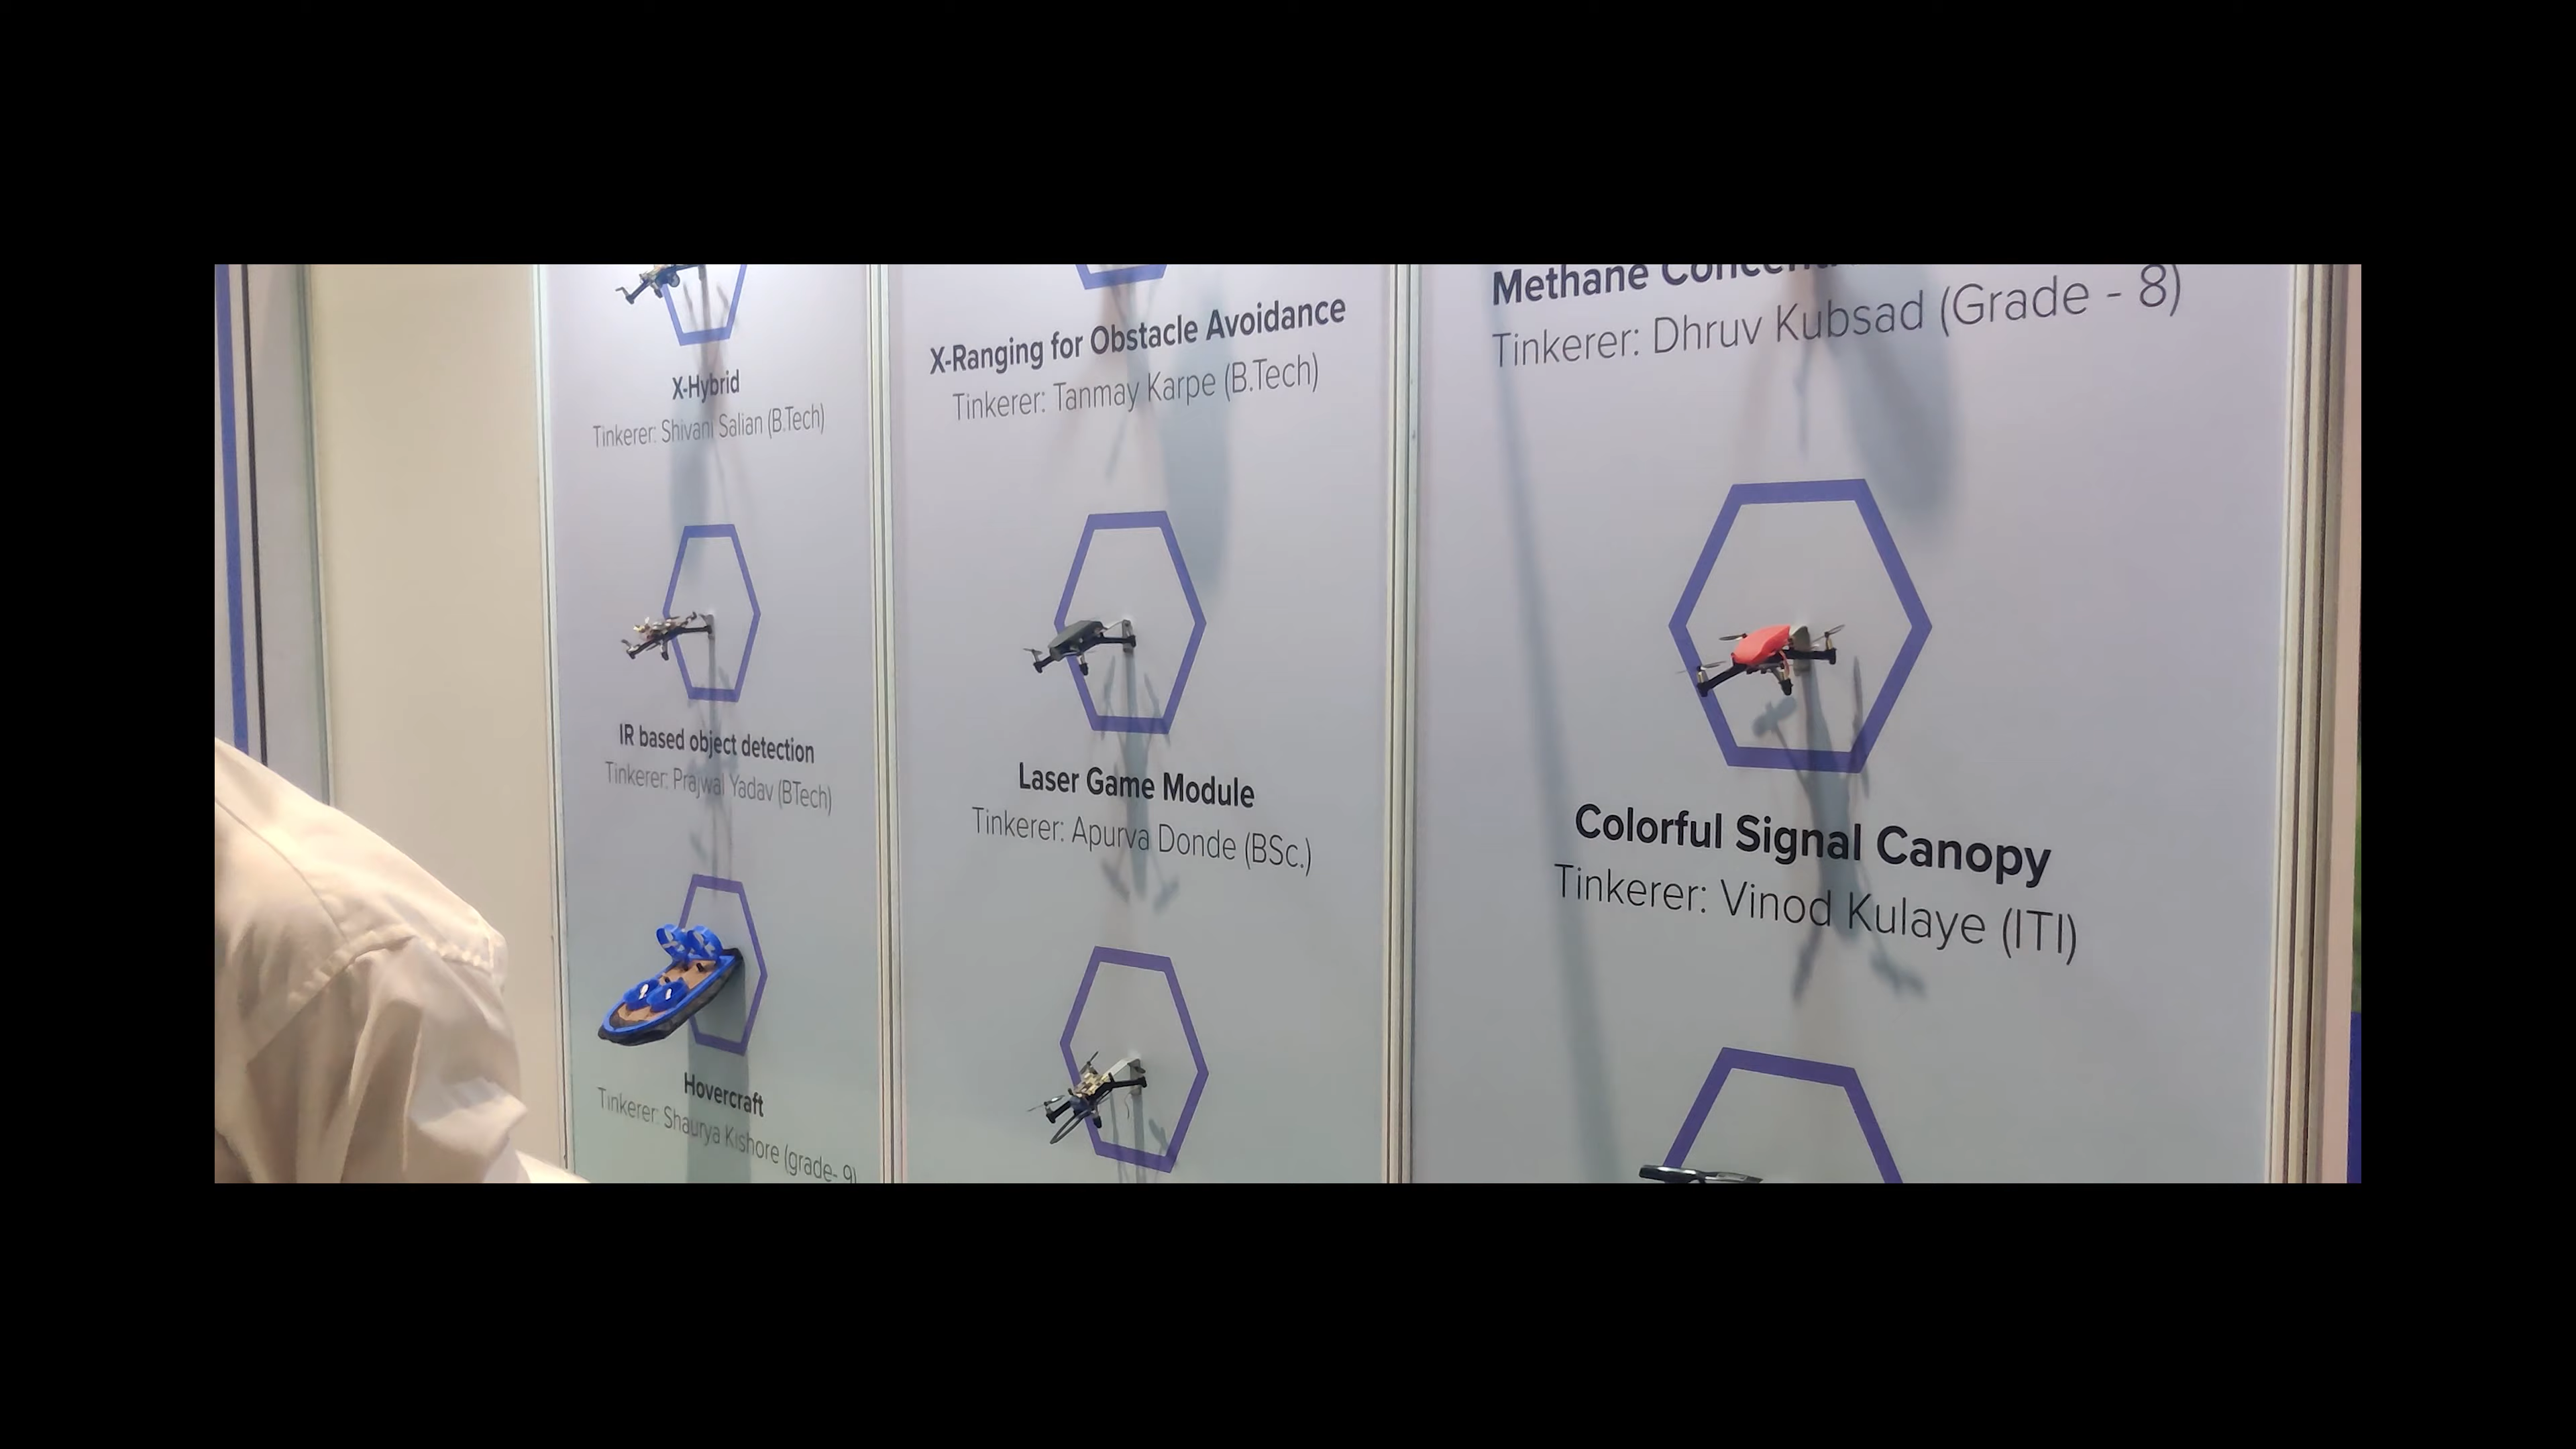 X-Hybrid
Tinkerer: Shivani Salian (B.Tech)
IR based object detection
Tinkerer: Prajwal Yadav (BTech)
Hovercraft
Tinkerer: Shaurya Kishore (grade- 9)
X-Ranging for Obstacle Avoidance
Tinkerer: Tanmay Karpe (B.Tech)
Laser Game Module
Tinkerer: Apurva Donde (BSc.)
Methane
Tinkerer: Dhruv Kubsad (Grade - 8)
Colorful Signal Canopy
Tinkerer: Vinod Kulaye (ITI)